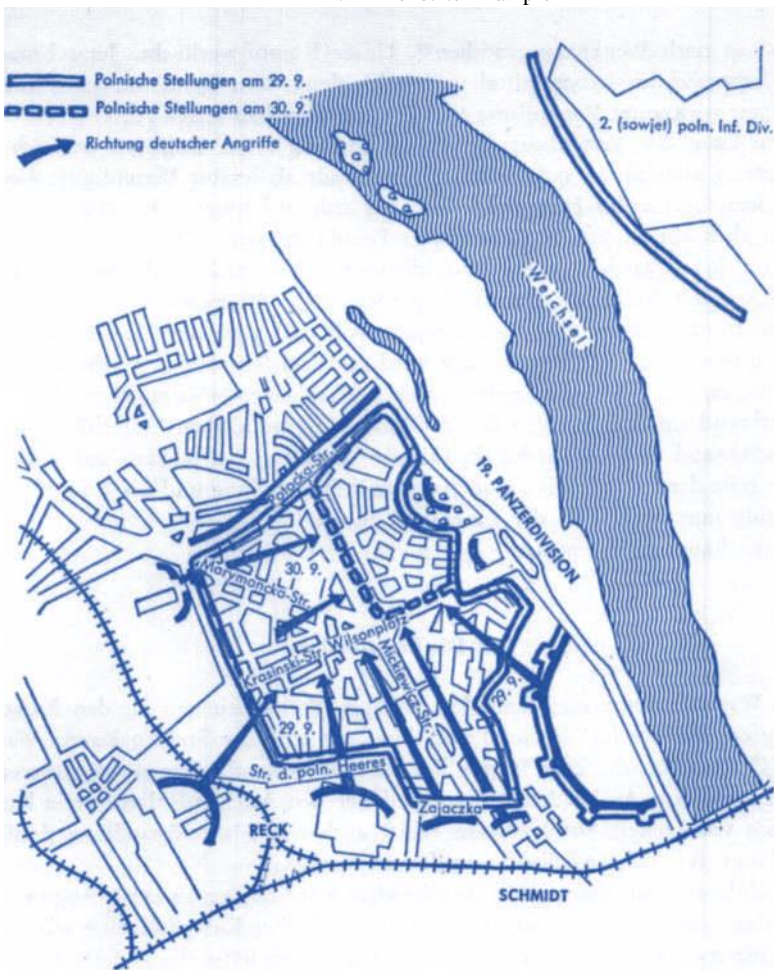 Polnische Stellungen am 29. 9.
Polnische Stellungen am 30. 9.
Richtung deutscher Angriffe
2. (sowjet) poln. Inf. Div.
Weichsel
Potocka-Str.
19. PANZERDIVISION
30. 9.
Marymoncka-Str.
Krasinski-Str.
Wilsonplatz
Mickiewicz-Str.
29. 9.
29. 9.
Str. d. poln. Heeres
Zajaczka
RECK
SCHMIDT